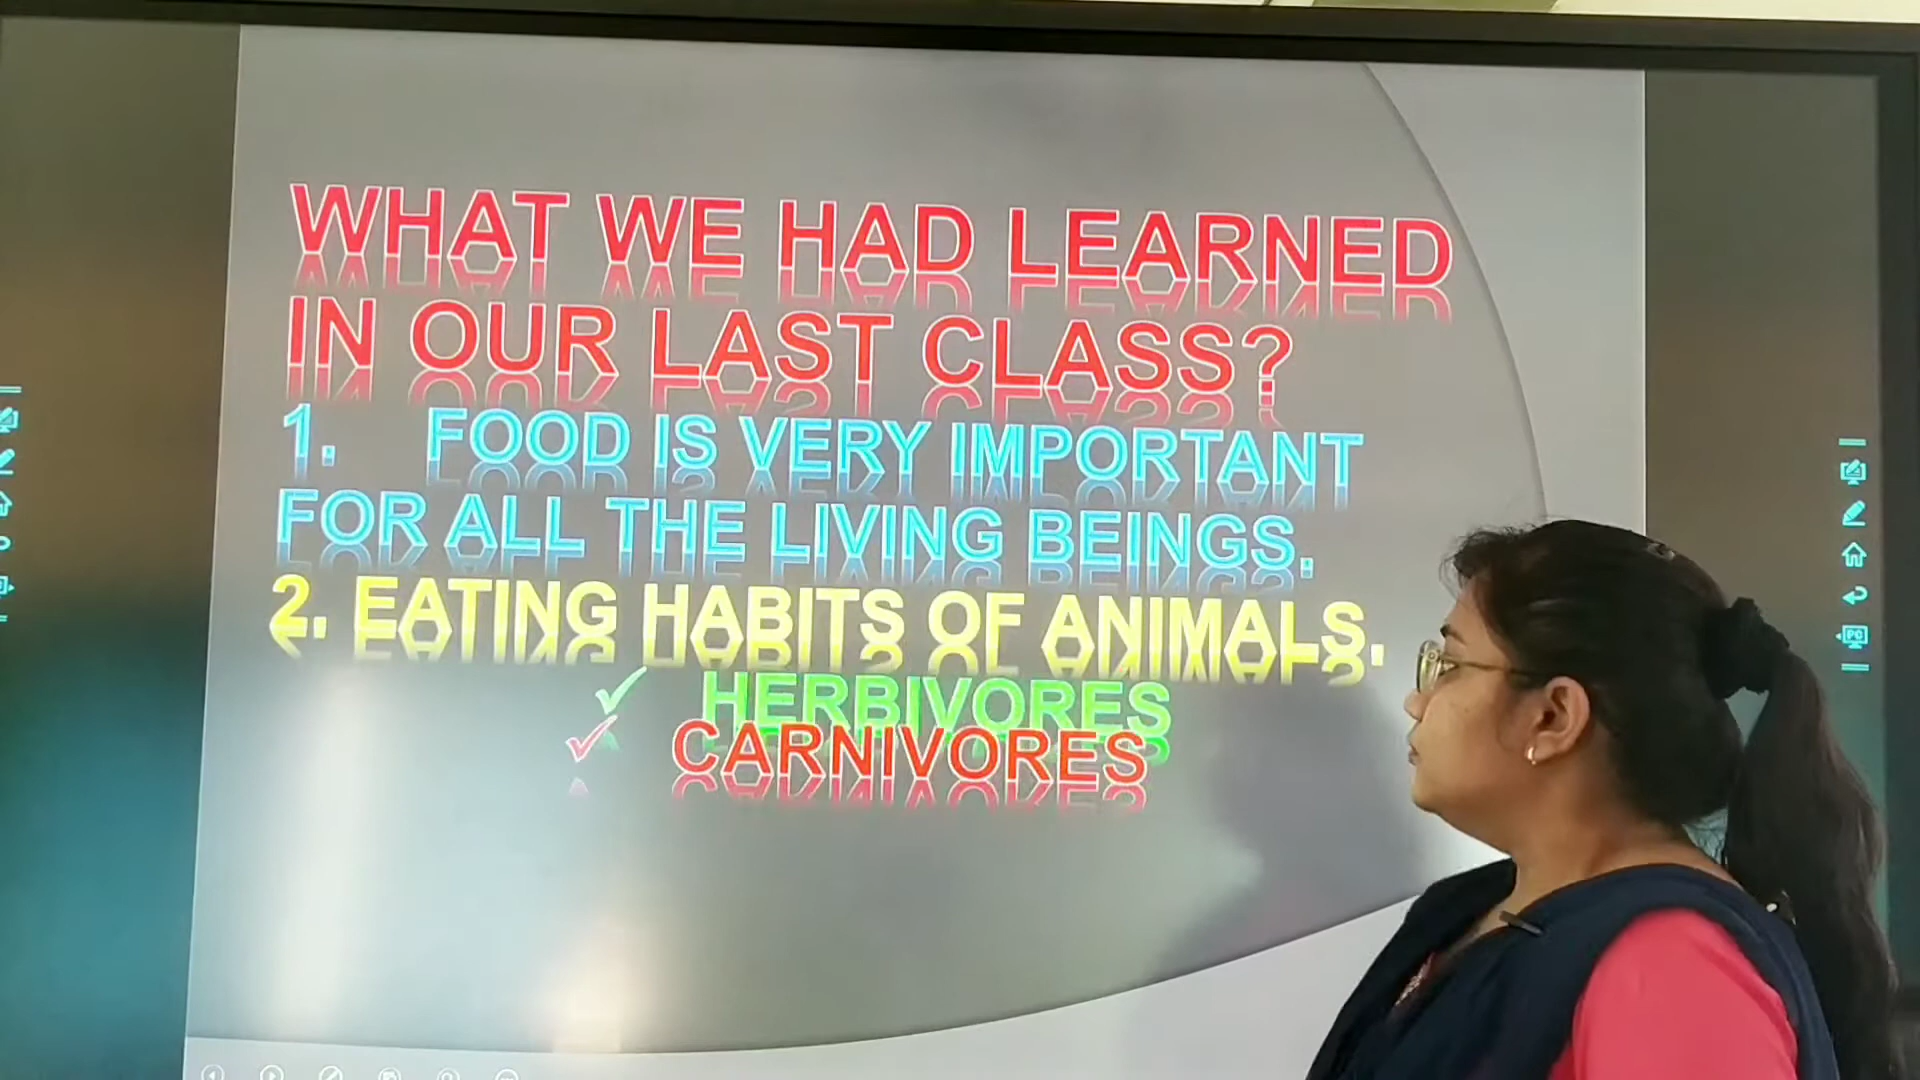 WHAT WE HAD LEARNED
IN OUR LAST CLASS?
1. FOOD IS VERY IMPORTANT
FOR ALL THE LIVING BEINGS.
2. EATING HABITS OF ANIMALS.
✓ HERBIVORES
✓ CARNIVORES
PC